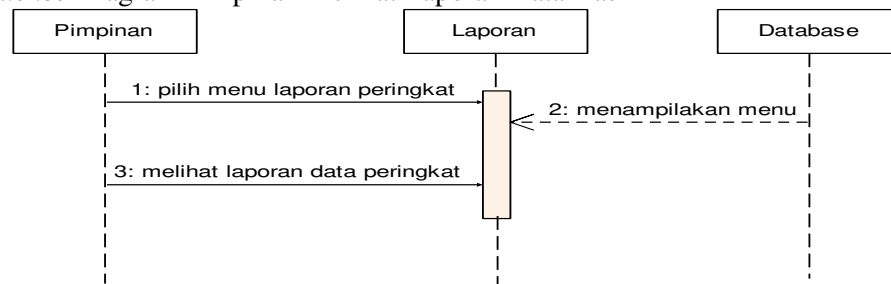 Pimpinan
Laporan
Database
1: pilih menu laporan peringkat
2: menampilakan menu
3: melihat laporan data peringkat